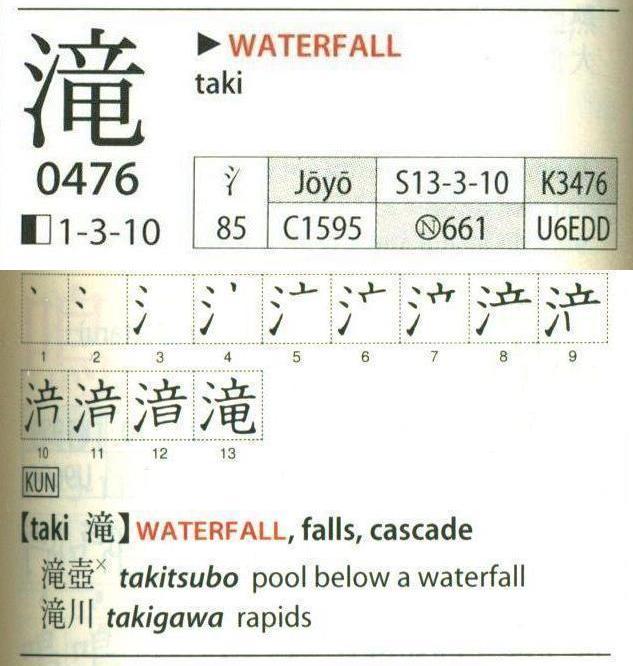 滝
▶ WATERFALL
taki
0476
1-3-10
氵 Jōyō S13-3-10 K3476
85 C1595 Ⓝ661 U6EDD
1 2 3 4 5 6 7 8 9
10 11 12 13
KUN
【taki 滝】WATERFALL, falls, cascade
滝壺× takitsubo pool below a waterfall
滝川 takigawa rapids